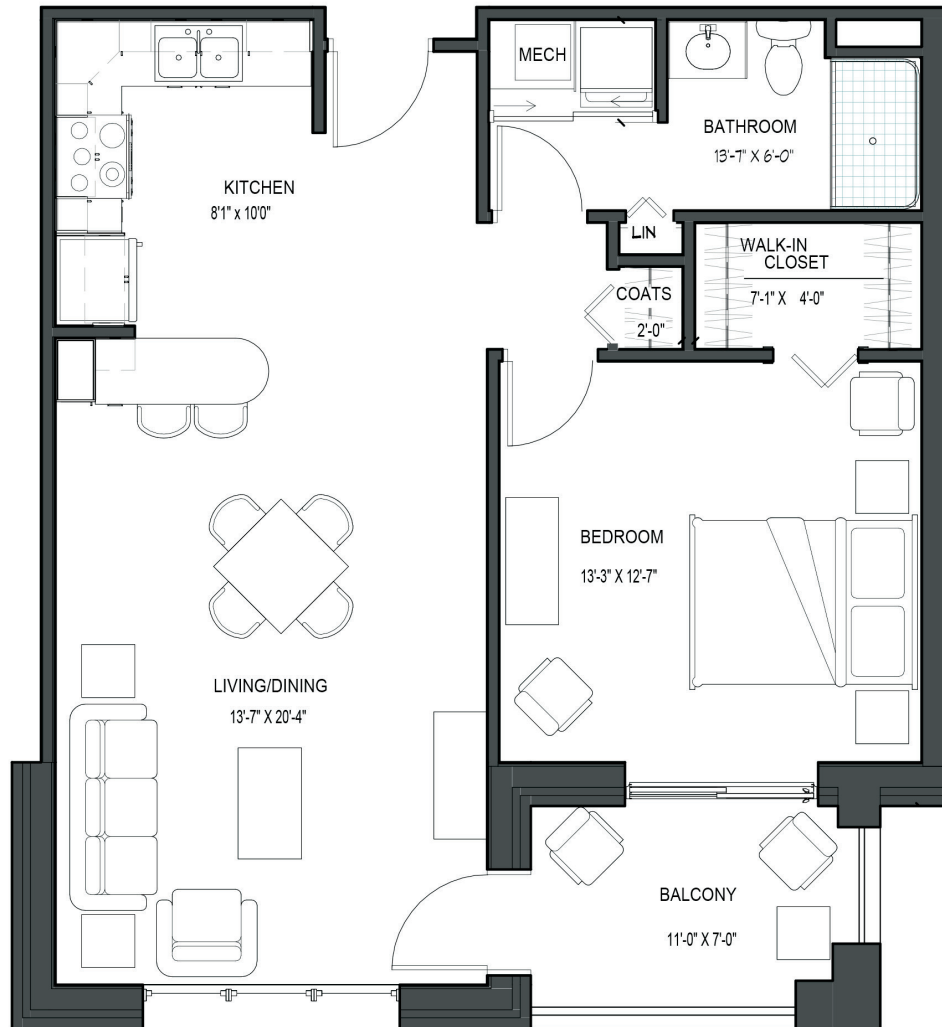 MECH
BATHROOM
13'-7" X 6'-0"
KITCHEN
8'1" x 10'0"
LIN
WALK-IN
CLOSET
7'-1" X 4'-0"
COATS
2'-0"
BEDROOM
13'-3" X 12'-7"
LIVING/DINING
13'-7" X 20'-4"
BALCONY
11'-0" X 7'-0"